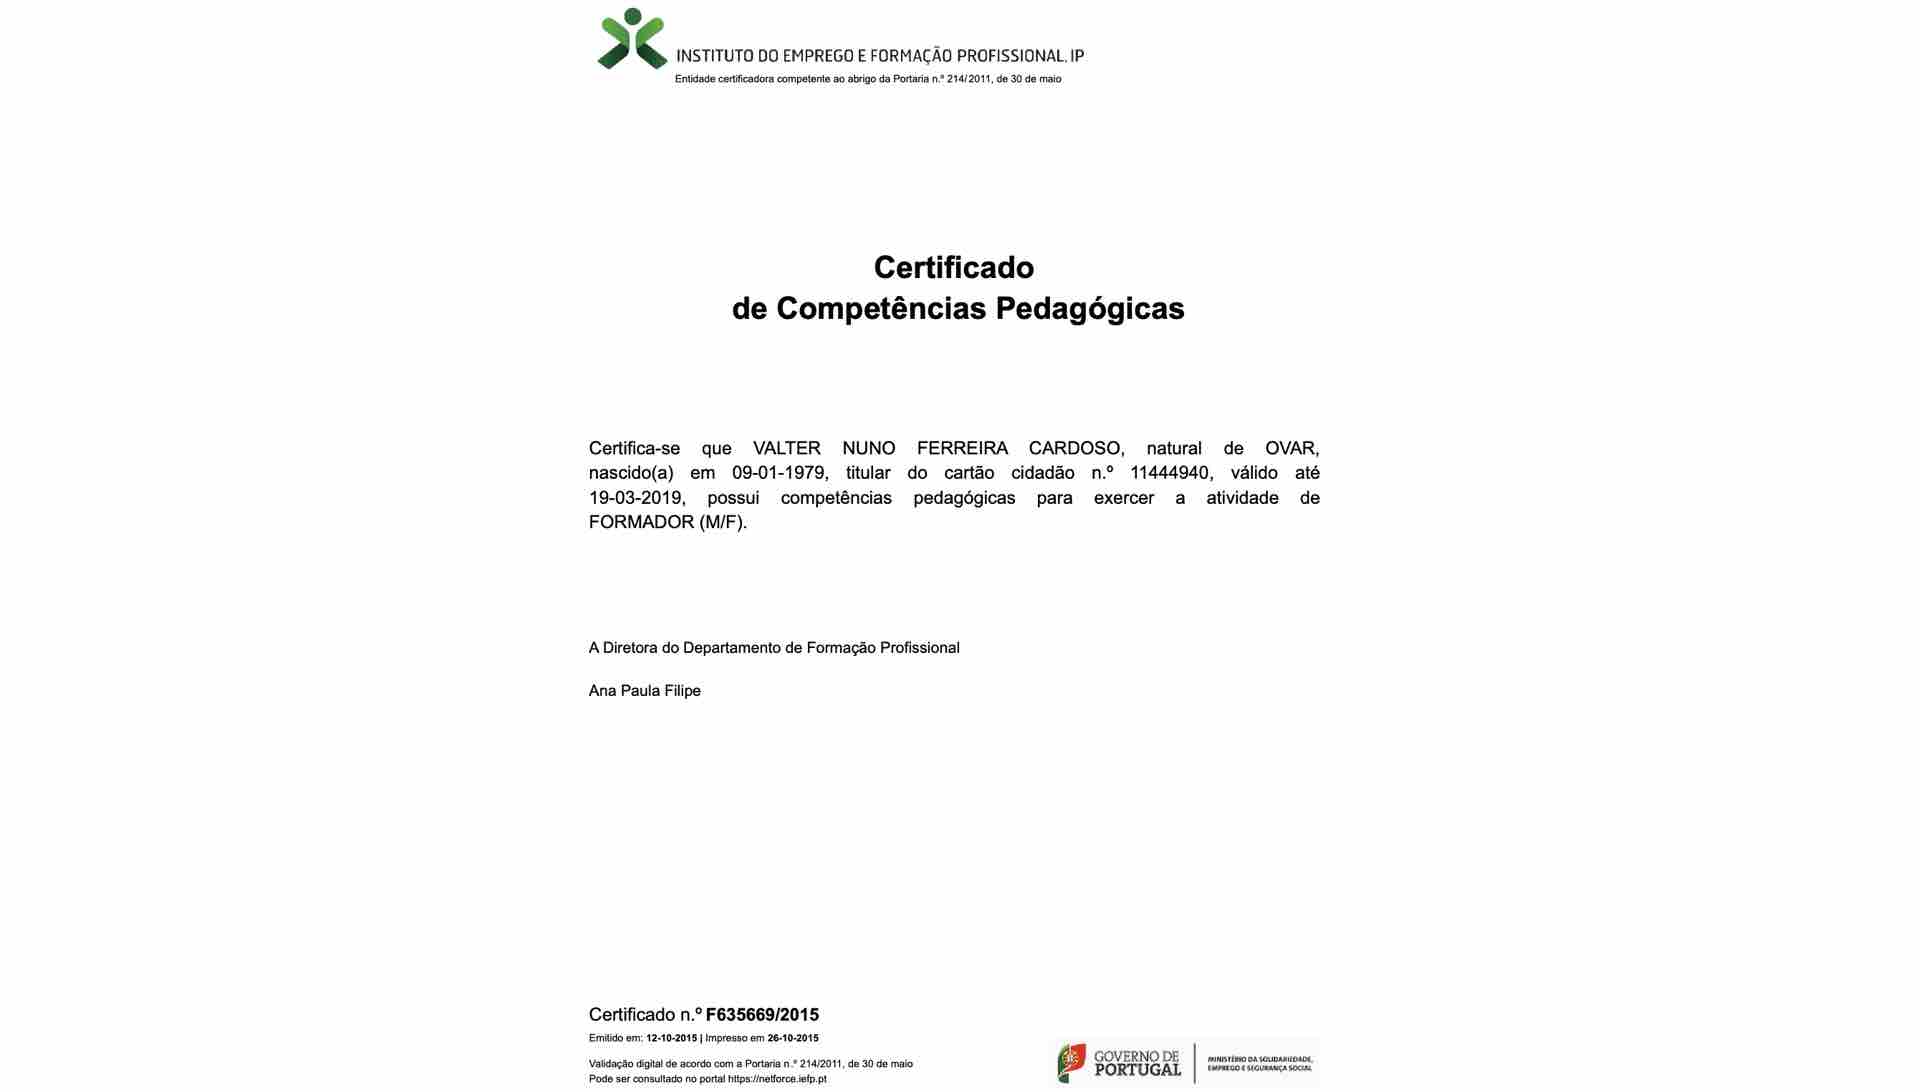 INSTITUTO DO EMPREGO E FORMAÇÃO PROFISSIONAL, IP
Entidade certificadora competente ao abrigo da Portaria n.º 214/2011, de 30 de maio
Certificado
de Competências Pedagógicas
Certifica-se que VALTER NUNO FERREIRA CARDOSO, natural de OVAR,
nascido(a) em 09-01-1979, titular do cartão cidadão n.º 11444940, válido até
19-03-2019, possui competências pedagógicas para exercer a atividade de
FORMADOR (M/F).
A Diretora do Departamento de Formação Profissional
Ana Paula Filipe
Certificado n.º F635669/2015
Emitido em: 12-10-2015 | Impresso em 26-10-2015
Validação digital de acordo com a Portaria n.º 214/2011, de 30 de maio
Pode ser consultado no portal https://netforce.iefp.pt
GOVERNO DE
PORTUGAL
MINISTÉRIO DA SOLIDARIEDADE,
EMPREGO E SEGURANÇA SOCIAL